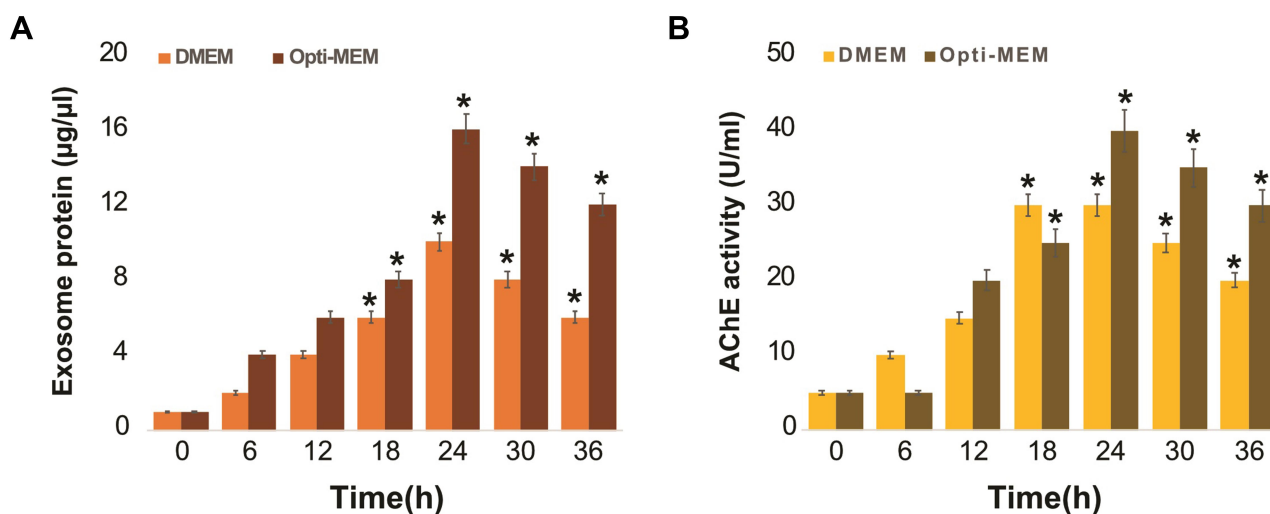 A
DMEM Opti-MEM
Exosome protein (µg/µl)
20
16
12
8
4
0
* * * * * * * *
0 6 12 18 24 30 36
Time(h)
B
DMEM Opti-MEM
AChE activity (U/ml)
50
40
30
20
10
0
* * * * * * * *
0 6 12 18 24 30 36
Time(h)